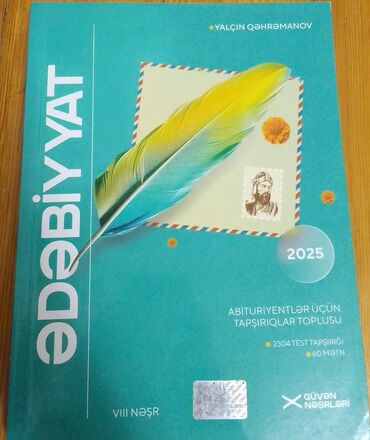 YALÇIN QƏHRƏMANOV
ƏDƏBİYYAT
2025
ABİTURİYENTLƏR ÜÇÜN
TAPŞIRIQLAR TOPLUSU
2304 TEST TAPŞIRIĞI
60 MƏTN
VIII NƏŞR
GÜVƏN
NƏŞRLƏRİ